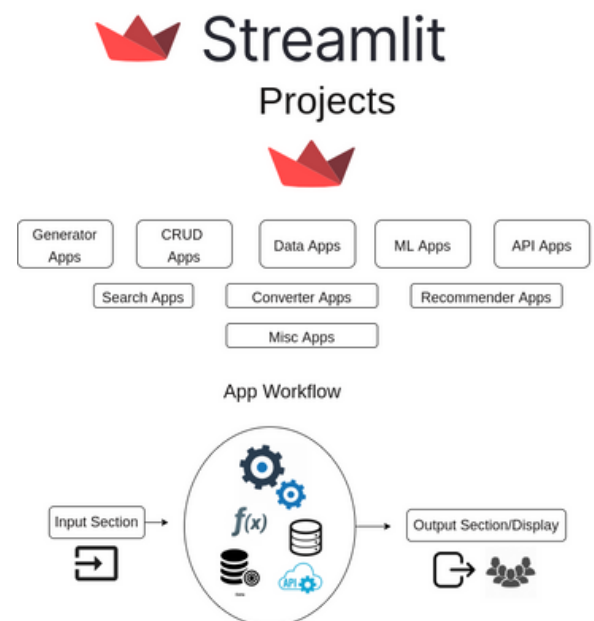 Streamlit
Projects
Generator
Apps
CRUD
Apps
Data Apps
ML Apps
API Apps
Search Apps
Converter Apps
Recommender Apps
Misc Apps
App Workflow
Input Section
f(x)
API
Output Section/Display